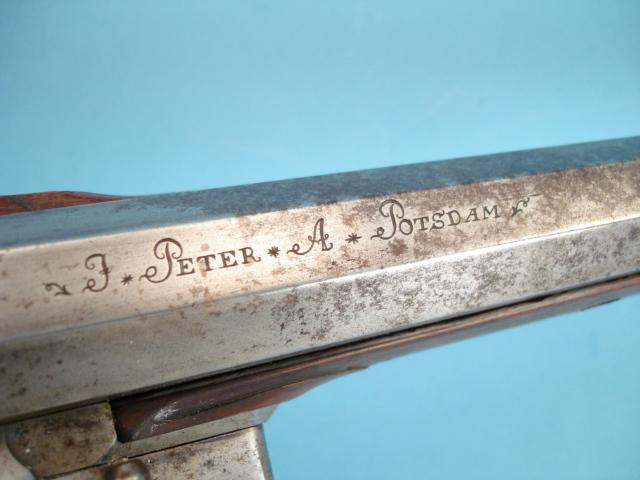 J * PETER * A * POTSDAM